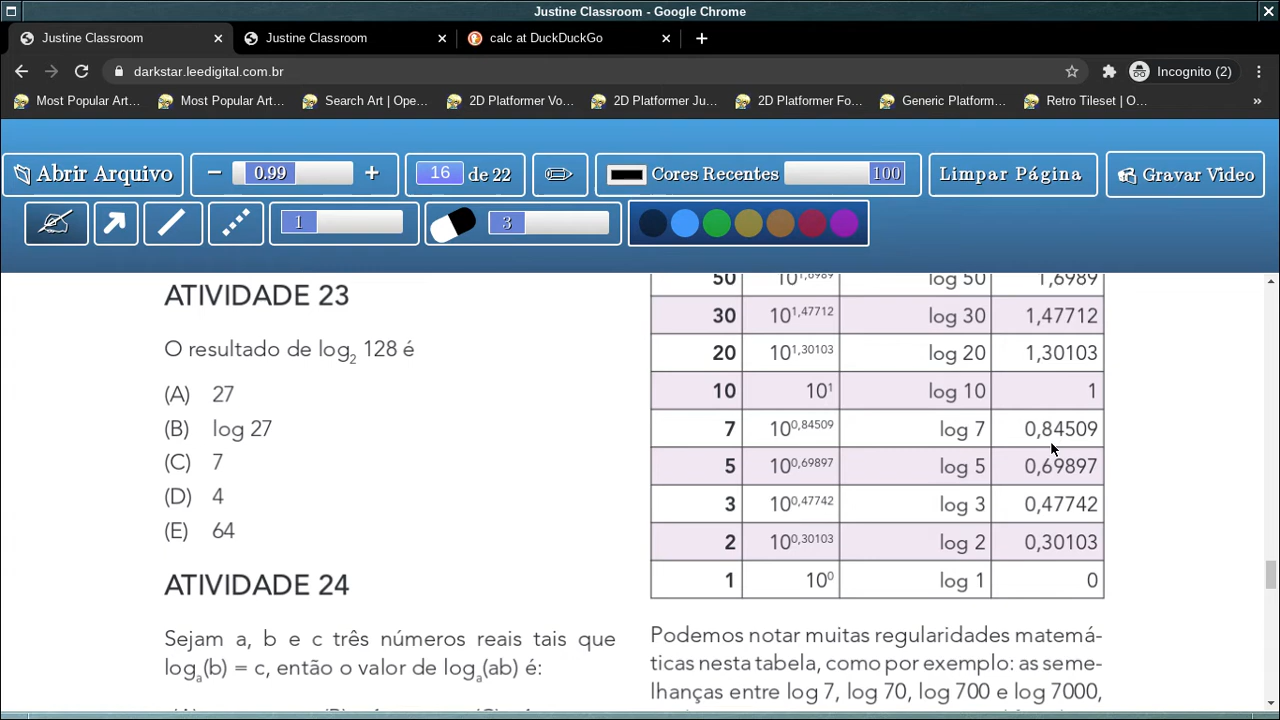 Justine Classroom - Google Chrome
Justine Classroom
Justine Classroom
calc at DuckDuckGo
darkstar.leedigital.com.br
Incognito (2)
Most Popular Art...
Most Popular Art...
Search Art | Ope...
2D Platformer Vo...
2D Platformer Ju...
2D Platformer Fo...
Generic Platform...
Retro Tileset | O...
»
Abrir Arquivo
− 0.99 +
16 de 22
Cores Recentes 100
Limpar Página
Gravar Video
1
3
ATIVIDADE 23
O resultado de log₂ 128 é
(A) 27
(B) log 27
(C) 7
(D) 4
(E) 64
ATIVIDADE 24
Sejam a, b e c três números reais tais que
logₐ(b) = c, então o valor de logₐ(ab) é:
50 10^1,6989 log 50 1,6989
30 10^1,47712 log 30 1,47712
20 10^1,30103 log 20 1,30103
10 10^1 log 10 1
7 10^0,84509 log 7 0,84509
5 10^0,69897 log 5 0,69897
3 10^0,47742 log 3 0,47742
2 10^0,30103 log 2 0,30103
1 10^0 log 1 0
Podemos notar muitas regularidades matemá-
ticas nesta tabela, como por exemplo: as seme-
lhanças entre log 7, log 70, log 700 e log 7000,